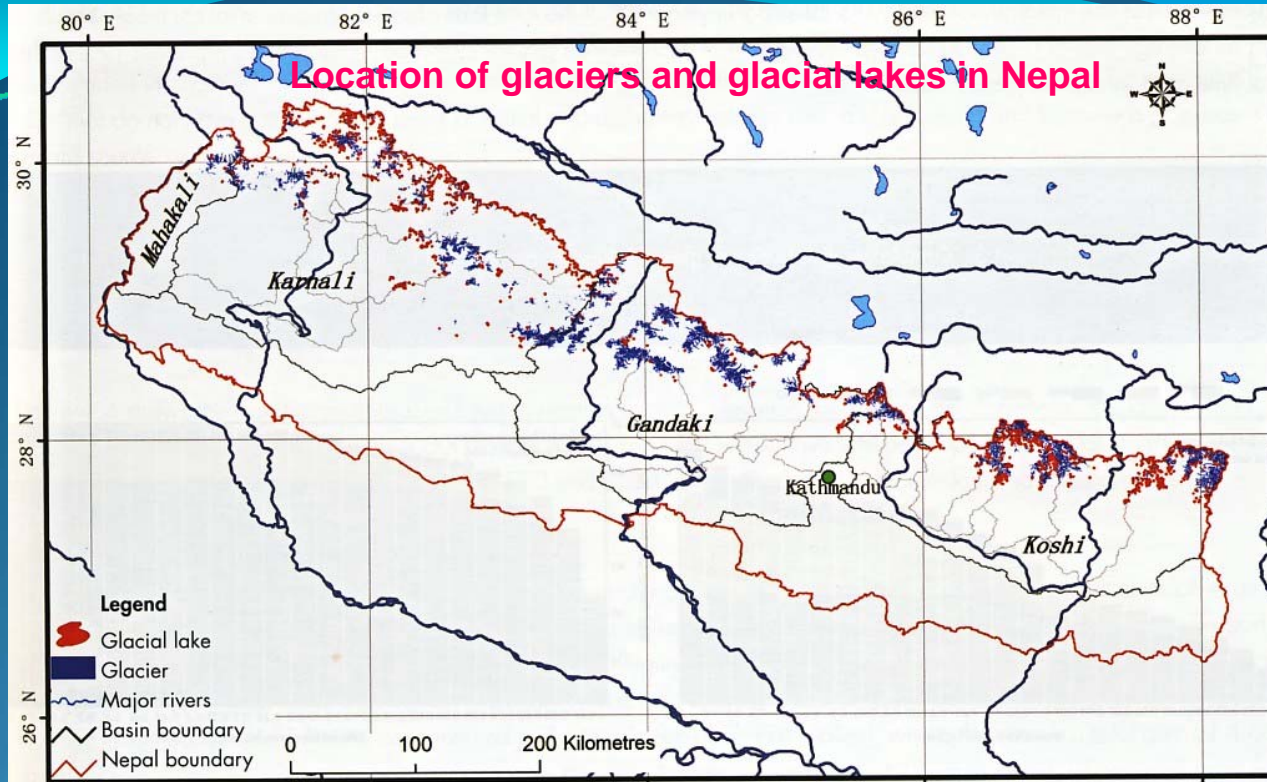 80° E 82° E 84° E 86° E 88° E
Location of glaciers and glacial lakes in Nepal
N
W E
S
30° N
Mahakali
Karnali
Gandaki
28° N
Kathmandu
Koshi
Legend
Glacial lake
Glacier
Major rivers
26° N
Basin boundary
0 100 200 Kilometres
Nepal boundary